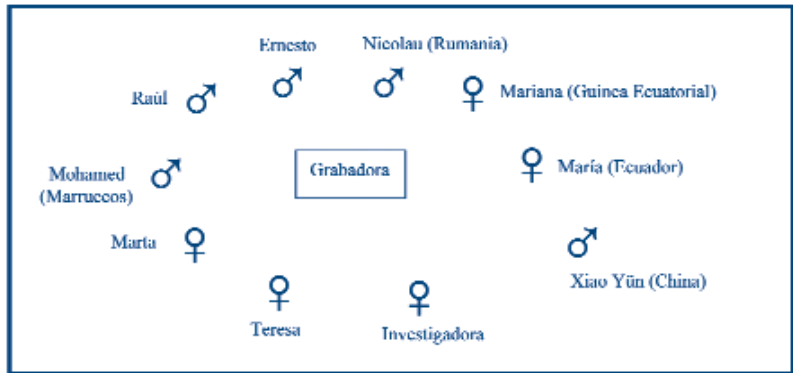 Ernesto
Nicolau (Rumania)
Raúl
Mariana (Guinea Ecuatorial)
Mohamed
(Marruecos)
Grabadora
María (Ecuador)
Marta
Xiao Yün (China)
Teresa
Investigadora